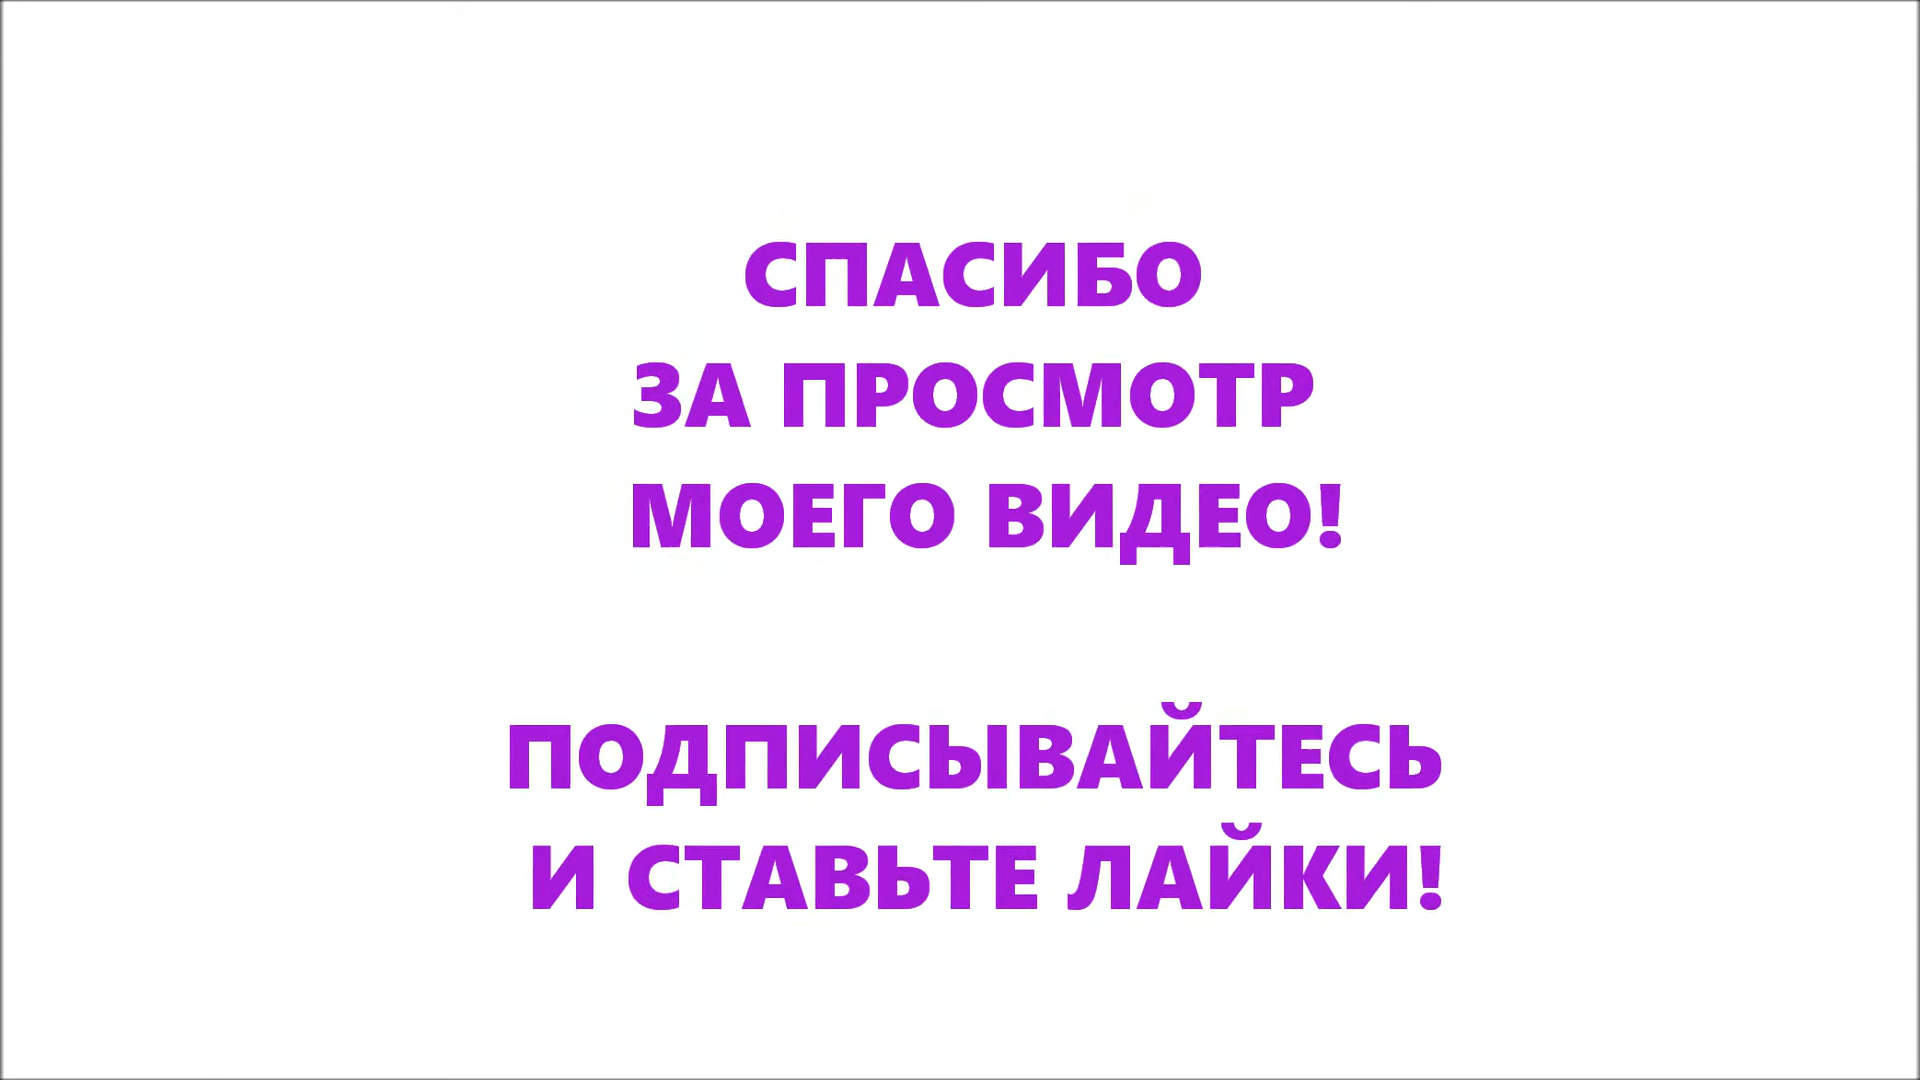 СПАСИБО
ЗА ПРОСМОТР
МОЕГО ВИДЕО!
ПОДПИСЫВАЙТЕСЬ
И СТАВЬТЕ ЛАЙКИ!